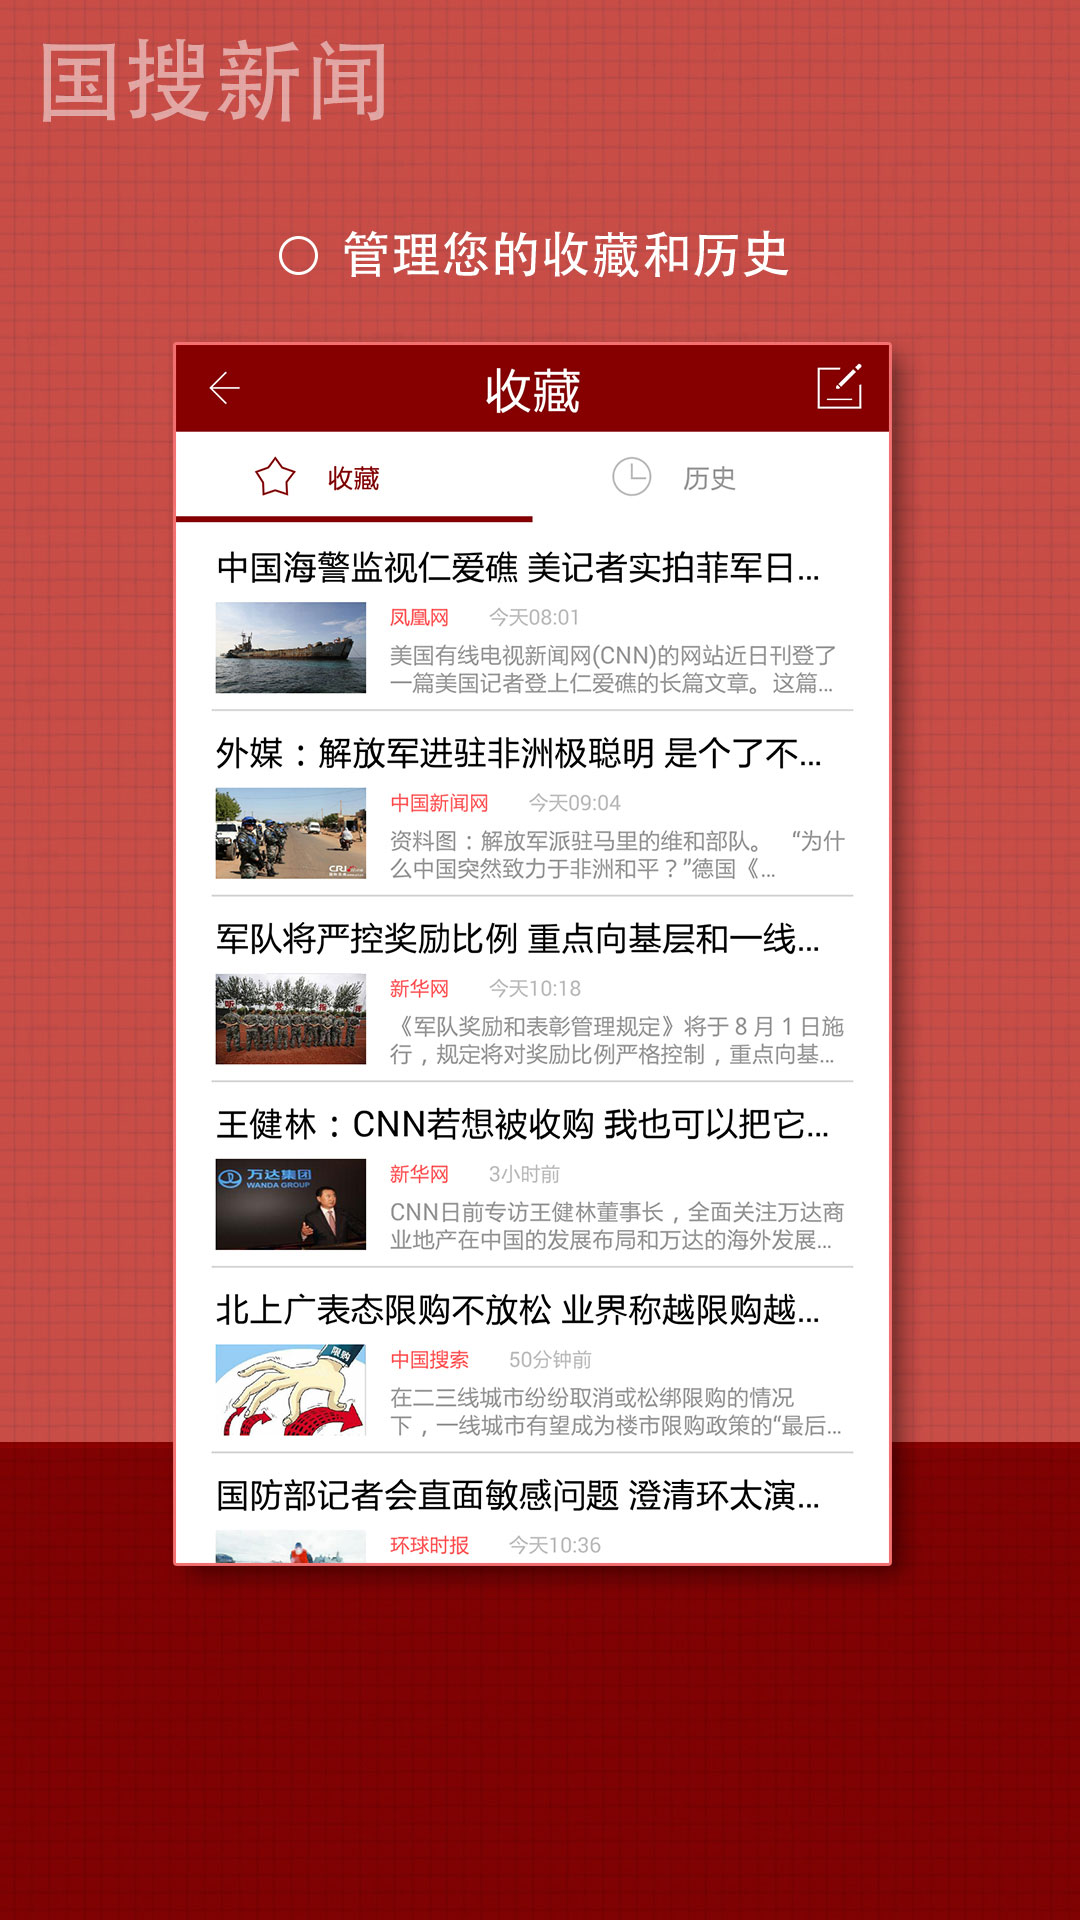 国搜新闻
管理您的收藏和历史
收藏
收藏
历史
中国海警监视仁爱礁 美记者实拍菲军日...
凤凰网 今天08:01
美国有线电视新闻网(CNN)的网站近日刊登了
一篇美国记者登上仁爱礁的长篇文章。这篇...
外媒：解放军进驻非洲极聪明 是个了不...
中国新闻网 今天09:04
资料图：解放军派驻马里的维和部队。 “为什
么中国突然致力于非洲和平？”德国《...
CRI
军队将严控奖励比例 重点向基层和一线...
新华网 今天10:18
《军队奖励和表彰管理规定》将于 8 月 1 日施
行，规定将对奖励比例严格控制，重点向基...
听党指挥
王健林：CNN若想被收购 我也可以把它...
新华网 3小时前
CNN日前专访王健林董事长，全面关注万达商
业地产在中国的发展布局和万达的海外发展...
万达集团
WANDA GROUP
北上广表态限购不放松 业界称越限购越...
中国搜索 50分钟前
在二三线城市纷纷取消或松绑限购的情况
下，一线城市有望成为楼市限购政策的“最后...
限购
国防部记者会直面敏感问题 澄清环太演...
环球时报 今天10:36